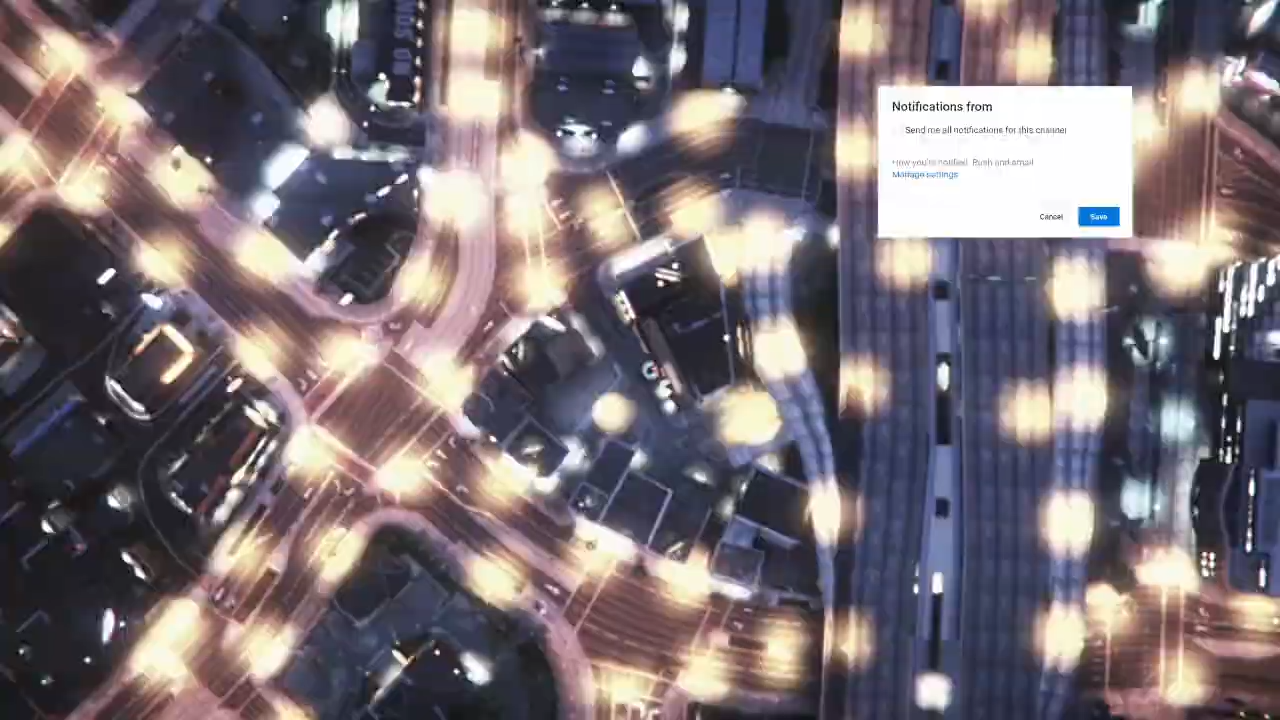 Notifications from
Send me all notifications for this channel
How you're notified: Push and email
Manage settings
Cancel
Save